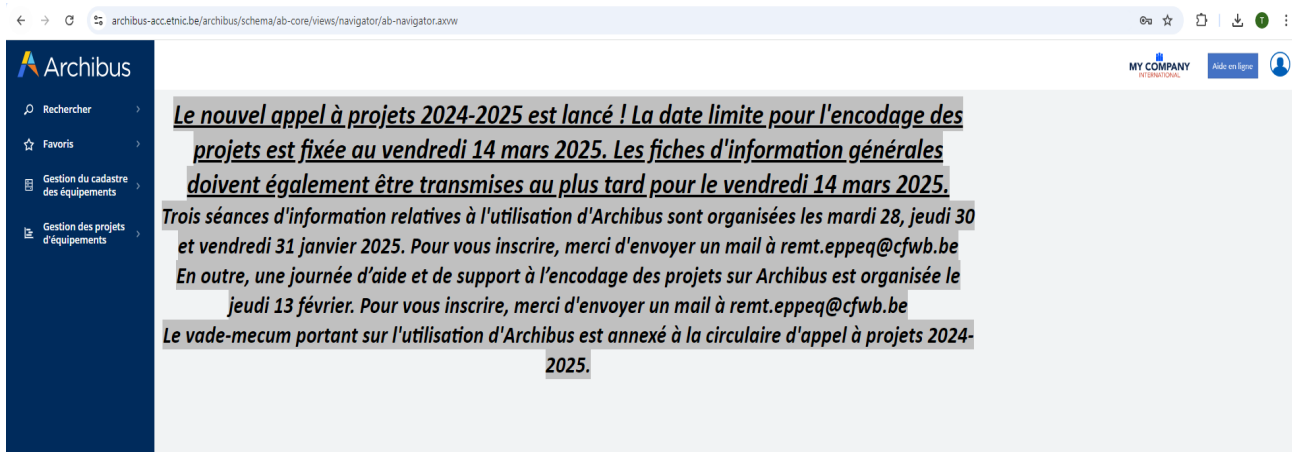 archibus-acc.etnic.be/archibus/schema/ab-core/views/navigator/ab-navigator.axvw
T
Archibus
MY COMPANY
INTERNATIONAL
Aide en ligne
Rechercher
Favoris
Gestion du cadastre
des équipements
Gestion des projets
d'équipements
Le nouvel appel à projets 2024-2025 est lancé ! La date limite pour l'encodage des
projets est fixée au vendredi 14 mars 2025. Les fiches d'information générales
doivent également être transmises au plus tard pour le vendredi 14 mars 2025.
Trois séances d'information relatives à l'utilisation d'Archibus sont organisées les mardi 28, jeudi 30
et vendredi 31 janvier 2025. Pour vous inscrire, merci d'envoyer un mail à remt.eppeq@cfwb.be
En outre, une journée d’aide et de support à l’encodage des projets sur Archibus est organisée le
jeudi 13 février. Pour vous inscrire, merci d'envoyer un mail à remt.eppeq@cfwb.be
Le vade-mecum portant sur l'utilisation d'Archibus est annexé à la circulaire d'appel à projets 2024-
2025.